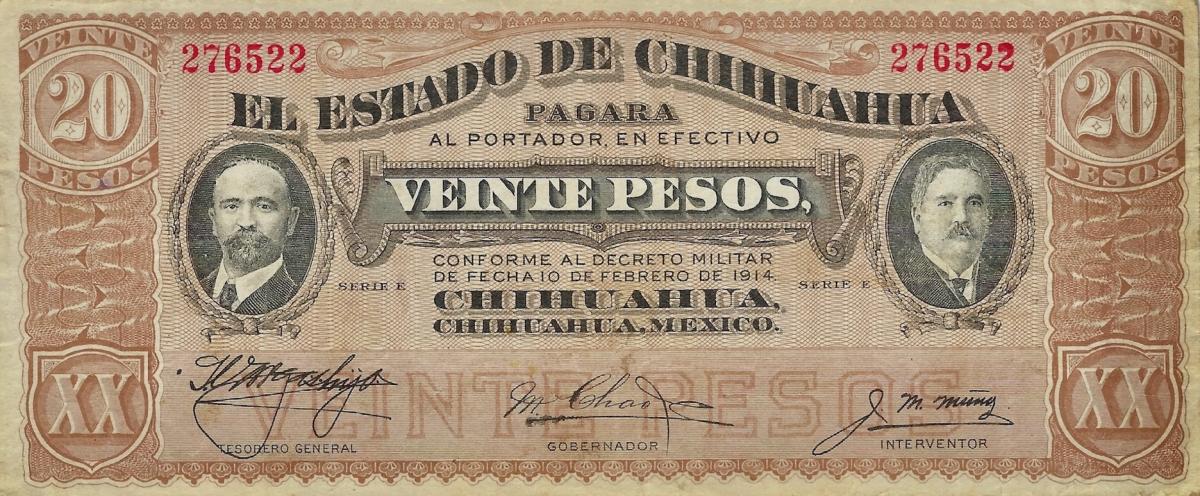 VEINTE
20
PESOS
276522
EL ESTADO DE CHIHUAHUA
276522
VEINTE
20
PESOS
PAGARA
AL PORTADOR, EN EFECTIVO
VEINTE PESOS,
CONFORME AL DECRETO MILITAR
DE FECHA 10 DE FEBRERO DE 1914
SERIE E
SERIE E
CHIHUAHUA,
CHIHUAHUA, MEXICO.
XX
VEINTE PESOS
XX
M. Chao
TESORERO GENERAL
GOBERNADOR
INTERVENTOR